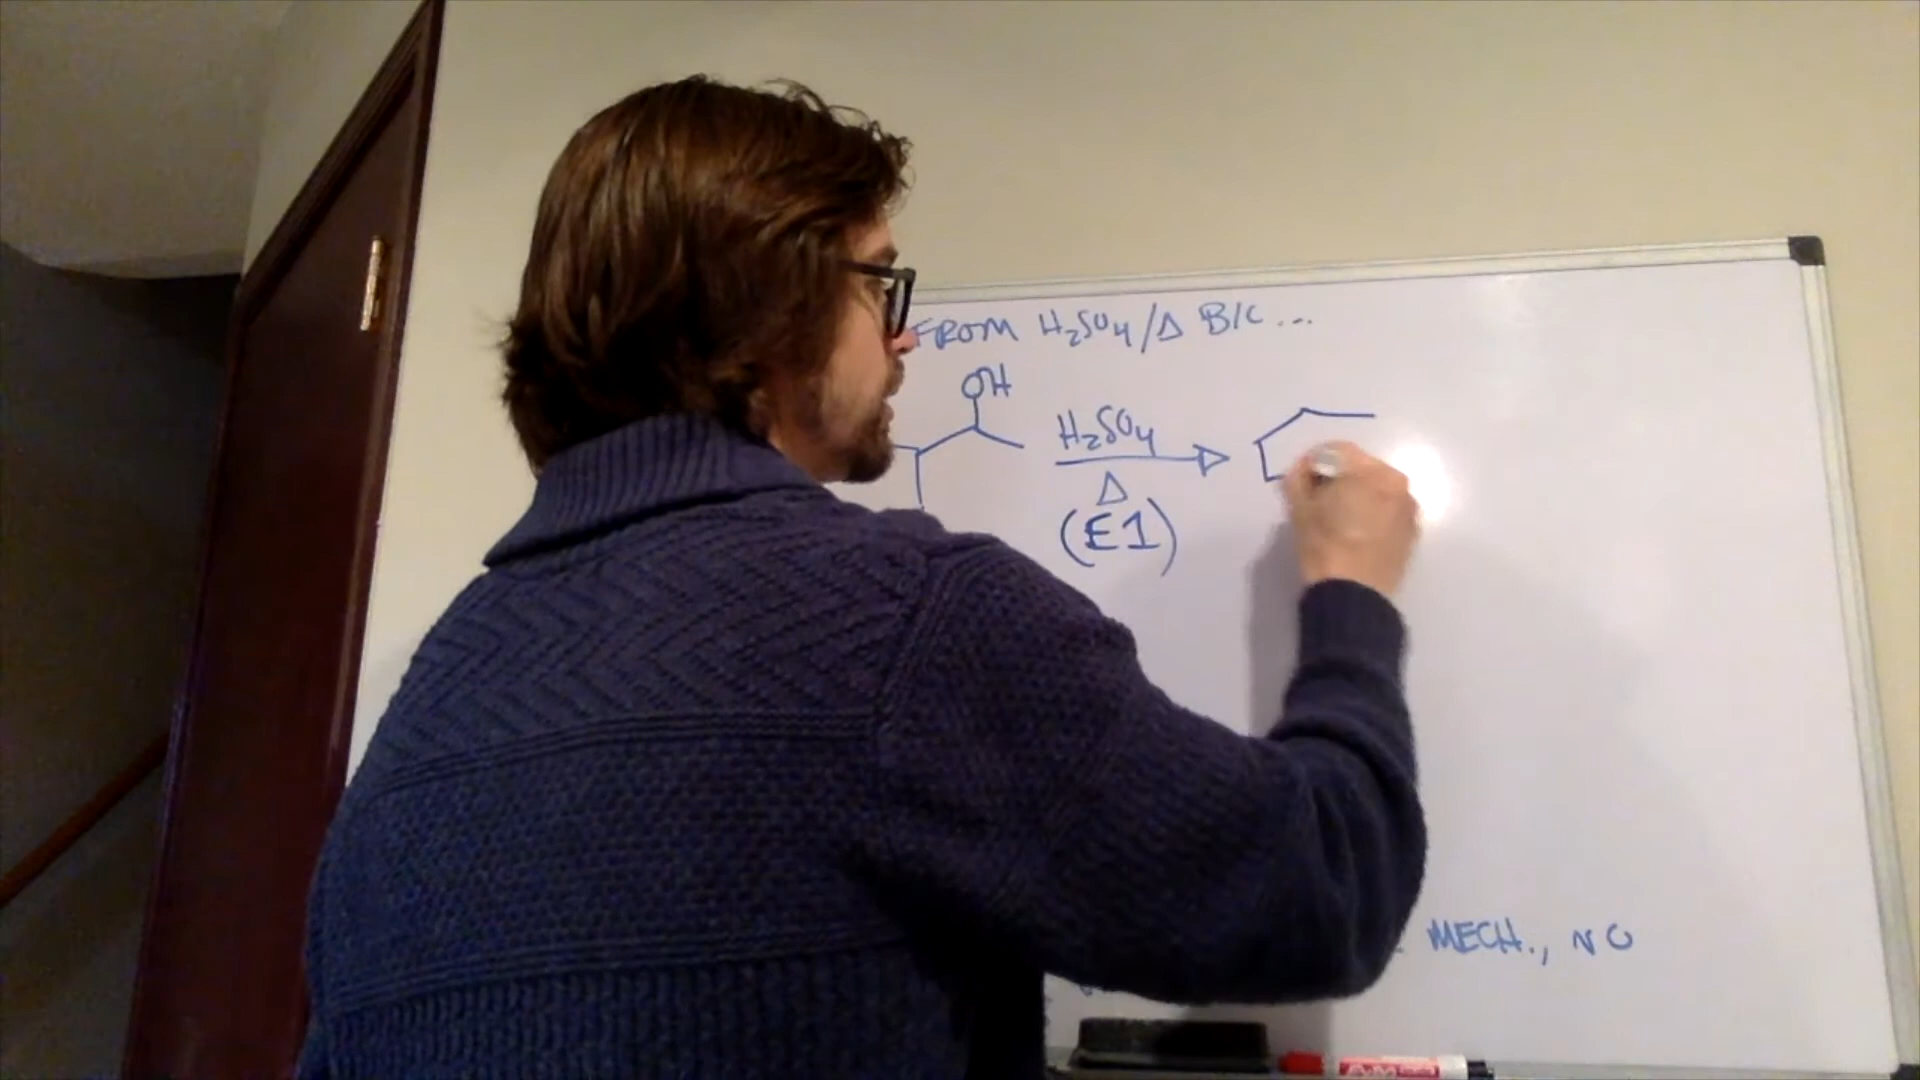 FROM H₂SO₄/Δ B/C ...
OH
H₂SO₄
Δ
(E1)
MECH., NO